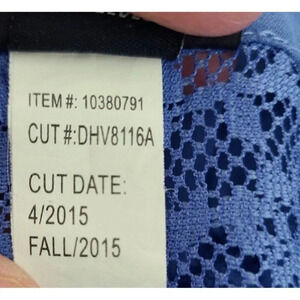 ITEM #: 10380791
CUT #:DHV8116A
CUT DATE:
4/2015
FALL/2015